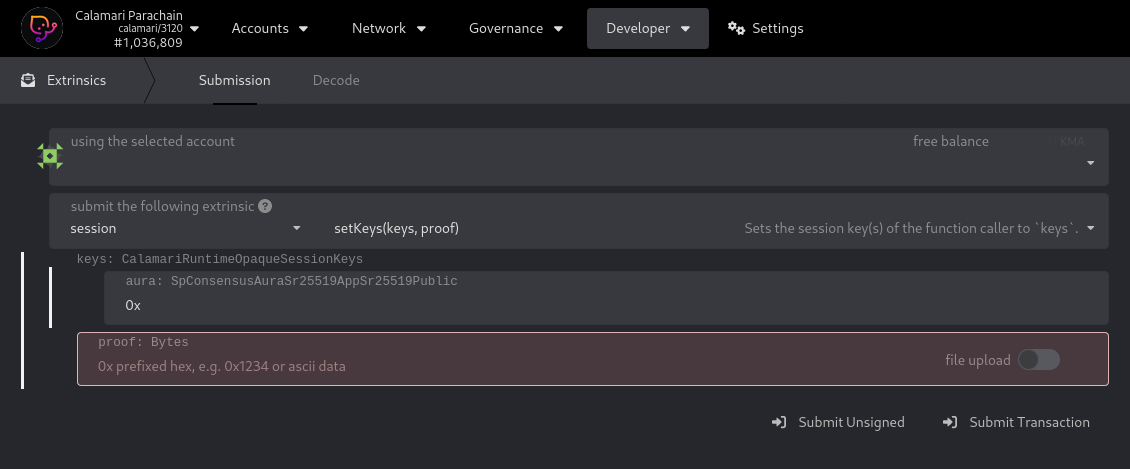 Calamari Parachain
calamari/3120
#1,036,809
Accounts
Network
Governance
Developer
Settings
Extrinsics
Submission
Decode
using the selected account
free balance
KMA
submit the following extrinsic ?
session
setKeys(keys, proof)
Sets the session key(s) of the function caller to `keys`.
keys: CalamariRuntimeOpaqueSessionKeys
aura: SpConsensusAuraSr25519AppSr25519Public
0x
proof: Bytes
0x prefixed hex, e.g. 0x1234 or ascii data
file upload
Submit Unsigned
Submit Transaction